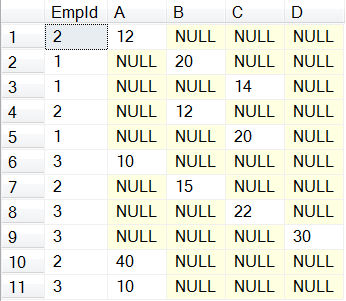 EmpId A B C D
1 2 12 NULL NULL NULL
2 1 NULL 20 NULL NULL
3 1 NULL NULL 14 NULL
4 2 NULL 12 NULL NULL
5 1 NULL NULL 20 NULL
6 3 10 NULL NULL NULL
7 2 NULL 15 NULL NULL
8 3 NULL NULL 22 NULL
9 3 NULL NULL NULL 30
10 2 40 NULL NULL NULL
11 3 10 NULL NULL NULL